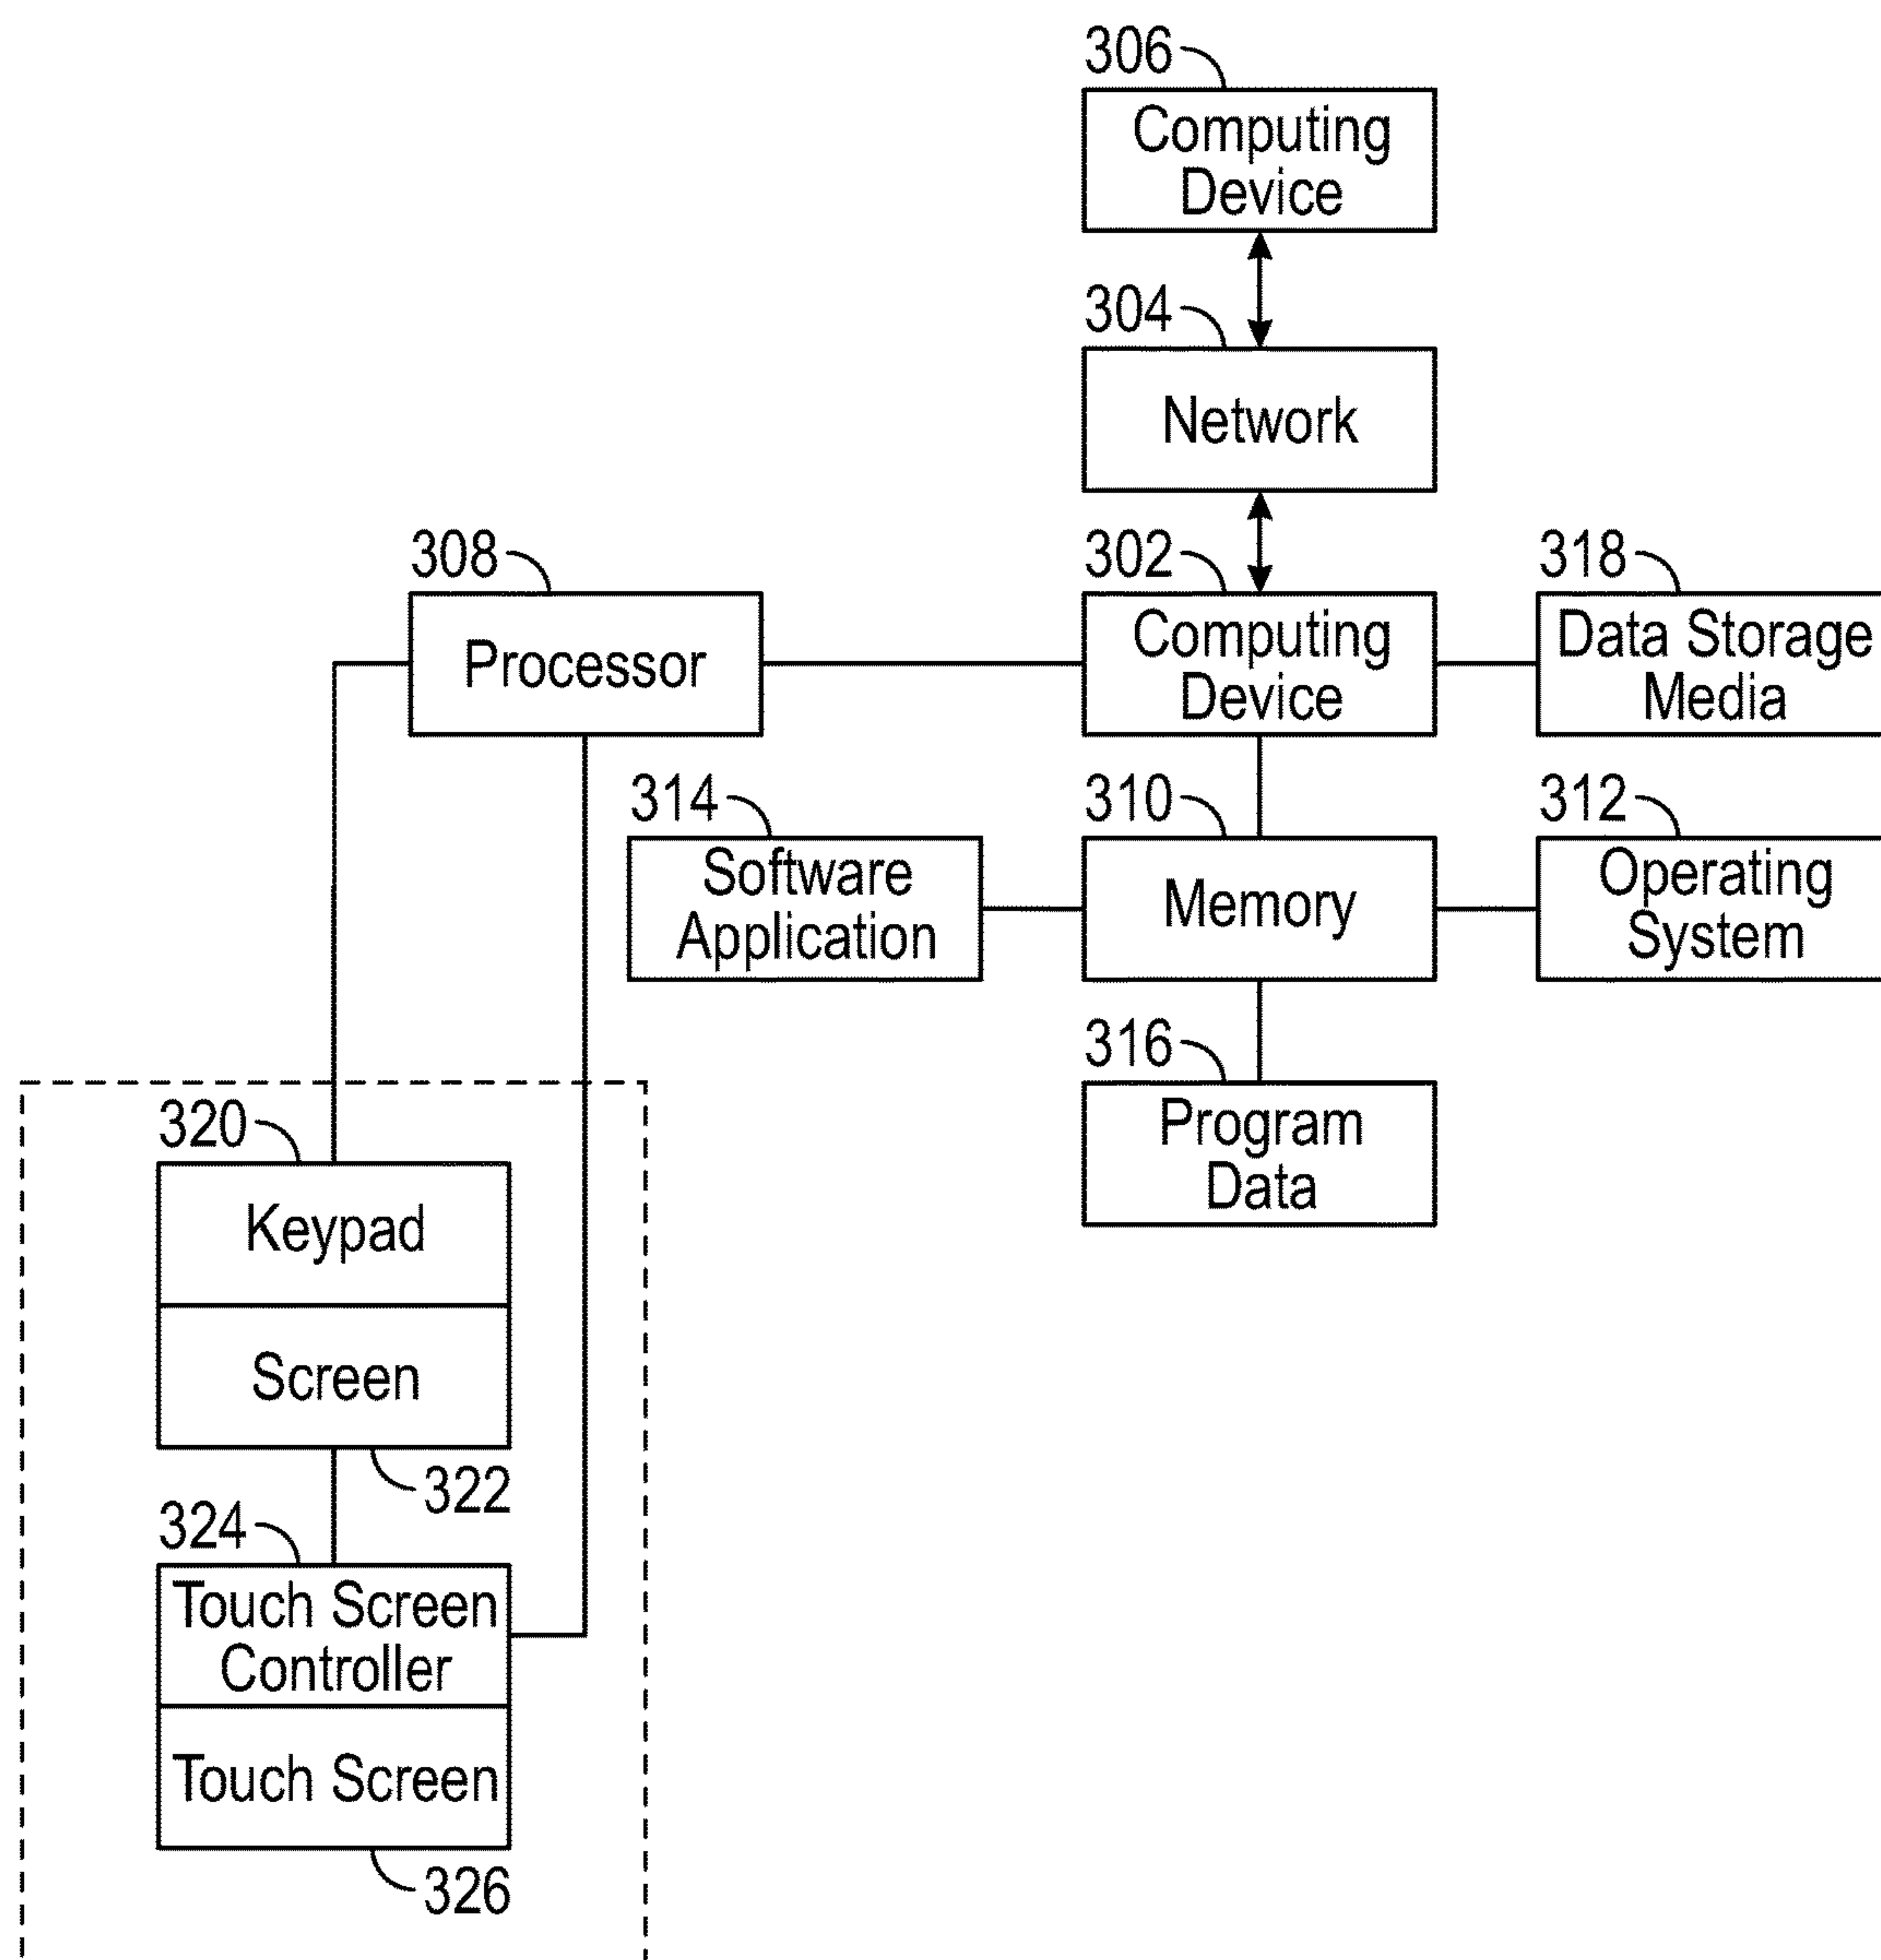 306
Computing
Device
304
Network
308
302
318
Processor
Computing
Device
Data Storage
Media
314
310
312
Software
Application
Memory
Operating
System
316
Program
Data
320
Keypad
Screen
322
324
Touch Screen
Controller
Touch Screen
326